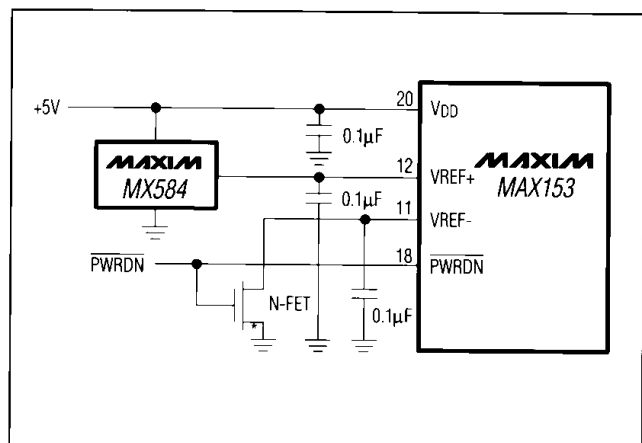 +5V
20
VDD
0.1µF
MAXIM
MX584
12
VREF+
MAXIM
MAX153
0.1µF
11
VREF-
PWRDN
18
PWRDN
N-FET
*
0.1µF